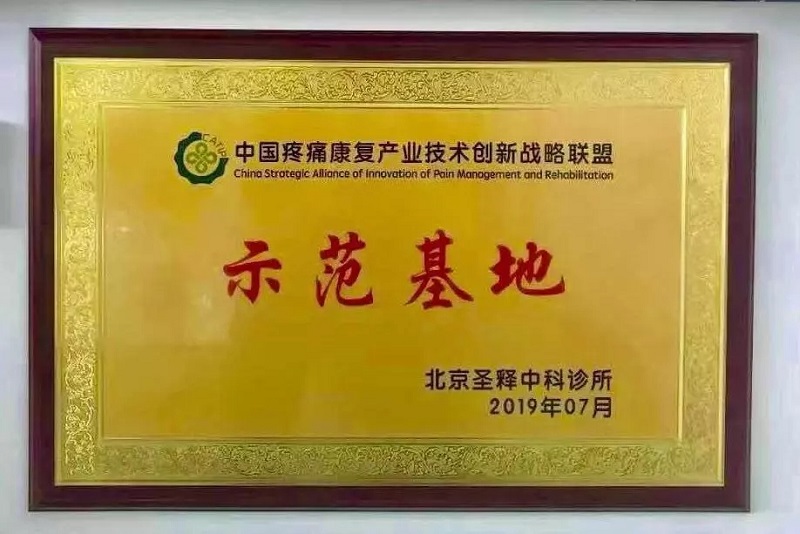 中国疼痛康复产业技术创新战略联盟
China Strategic Alliance of Innovation of Pain Management and Rehabilitation
示范基地
北京圣释中科诊所
2019年07月